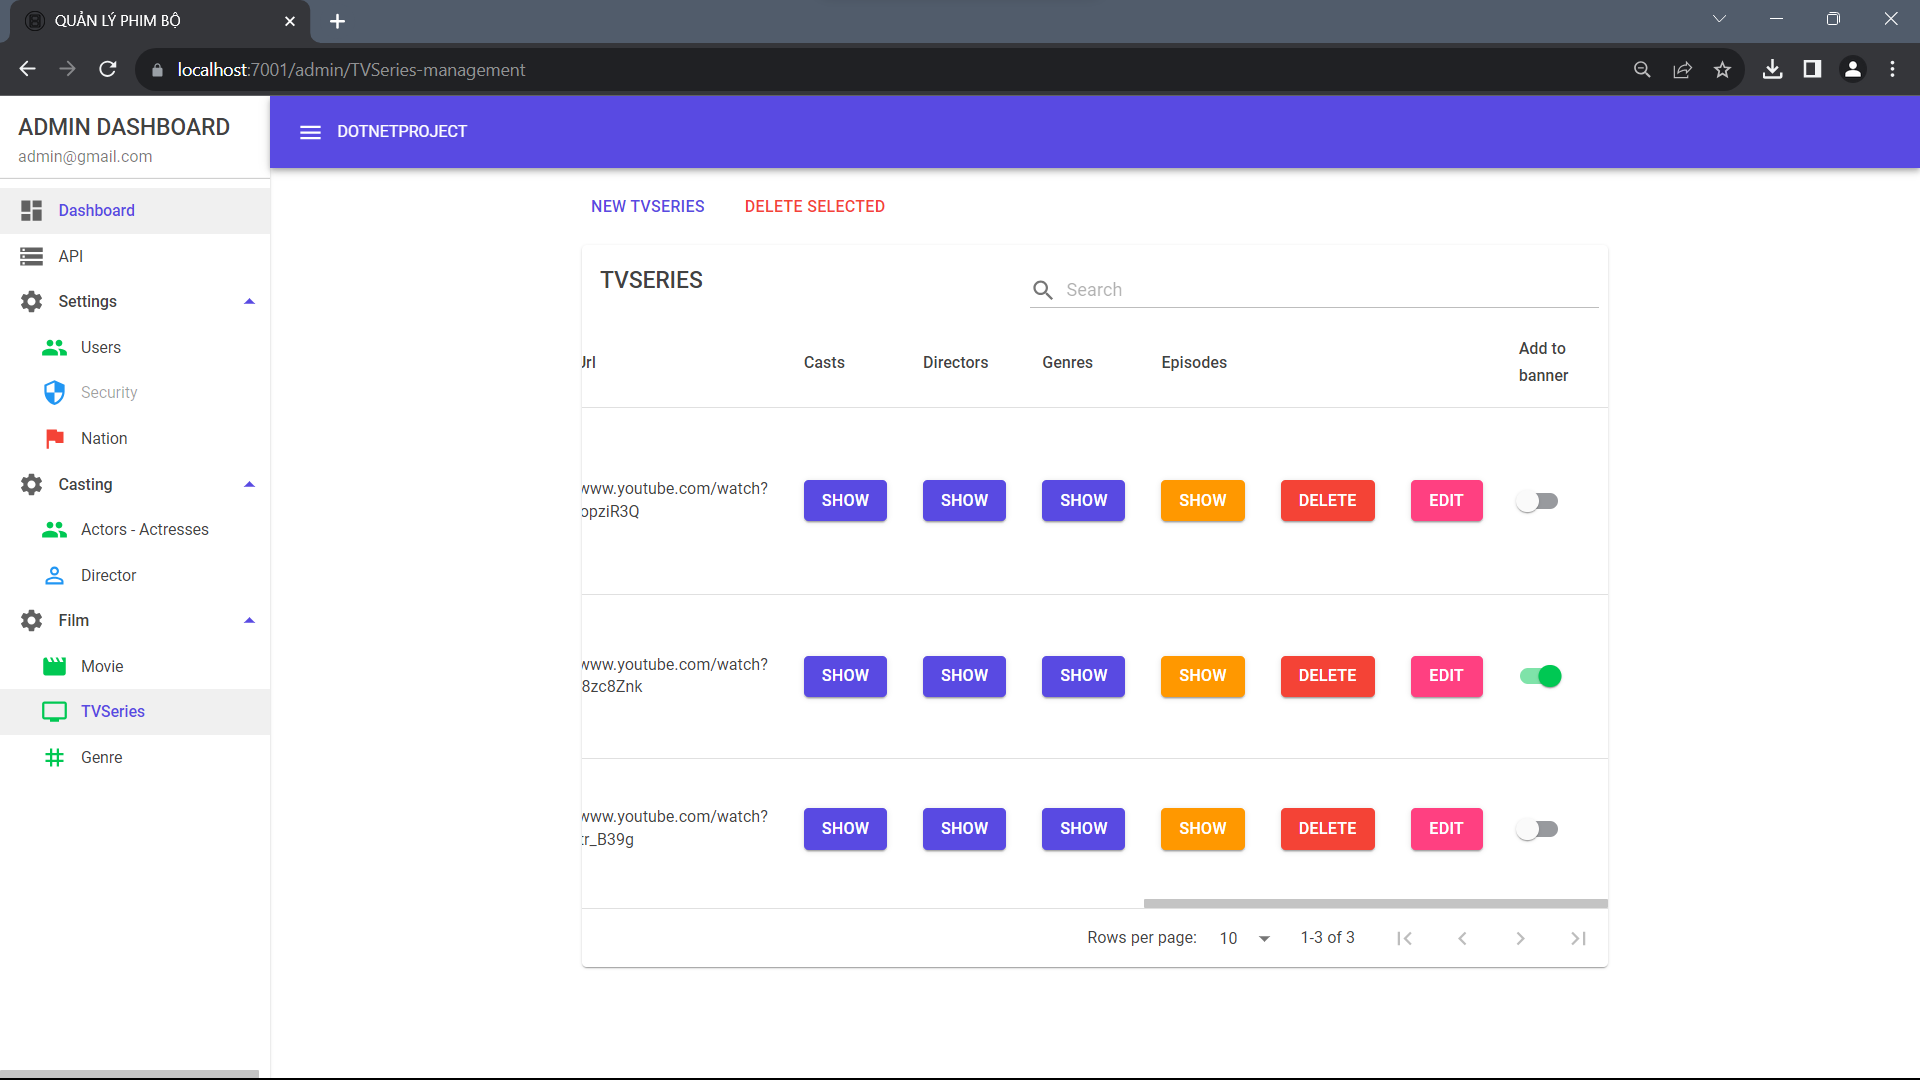 QUẢN LÝ PHIM BỘ
localhost:7001/admin/TVSeries-management
ADMIN DASHBOARD
admin@gmail.com
DOTNETPROJECT
Dashboard
API
Settings
Users
Security
Nation
Casting
Actors - Actresses
Director
Film
Movie
TVSeries
Genre
NEW TVSERIES DELETE SELECTED
TVSERIES
Search
Url Casts Directors Genres Episodes Add to banner
www.youtube.com/watch?
opziR3Q
SHOW SHOW SHOW SHOW DELETE EDIT
www.youtube.com/watch?
8zc8Znk
SHOW SHOW SHOW SHOW DELETE EDIT
www.youtube.com/watch?
tr_B39g
SHOW SHOW SHOW SHOW DELETE EDIT
Rows per page: 10 1-3 of 3